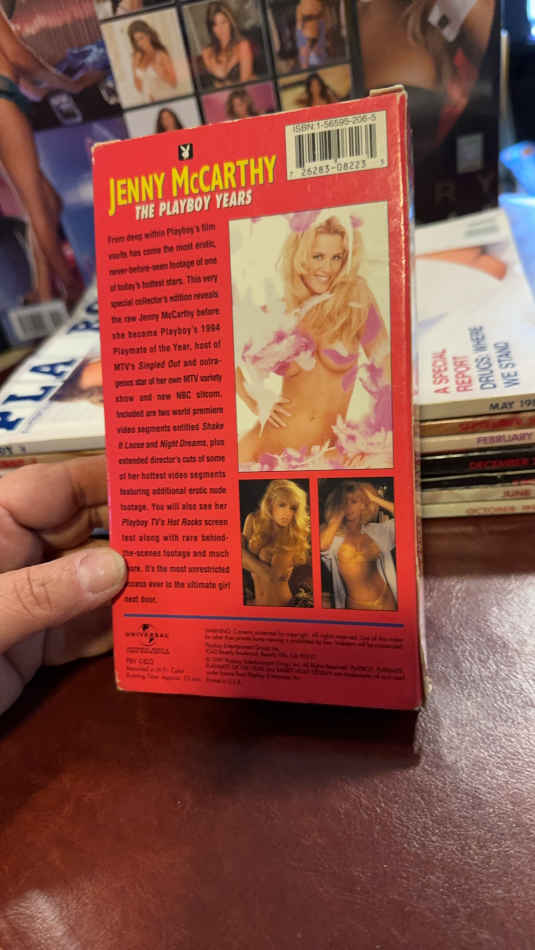 ISBN: 1-56595-206-5
7 26283-08223 3
JENNY McCARTHY
THE PLAYBOY YEARS
From deep within Playboy's film
vaults has come the most erotic,
never-before-seen footage of one
of today's hottest stars. This very
special collector's edition reveals
the raw Jenny McCarthy before
she became Playboy's 1994
Playmate of the Year, host of
MTV's Singled Out and outra-
geous star of her own MTV variety
show and new NBC sitcom.
Included are two world premiere
video segments entitled Shake
It Loose and Night Dreams, plus
extended director's cuts of some
of her hottest video segments
featuring additional erotic nude
footage. You will also see her
Playboy TV's Hot Rocks screen
test along with rare behind-
the-scenes footage and much
more. It's the most unrestricted
access ever to the ultimate girl
next door.
UNIVERSAL
Printed in U.S.A.
A SPECIAL
REPORT
DRUGS: WHERE
WE STAND
MAY 198
SEPTEMBER
FEBRUARY
DECEMBER
JUNE
OCTOBER 198